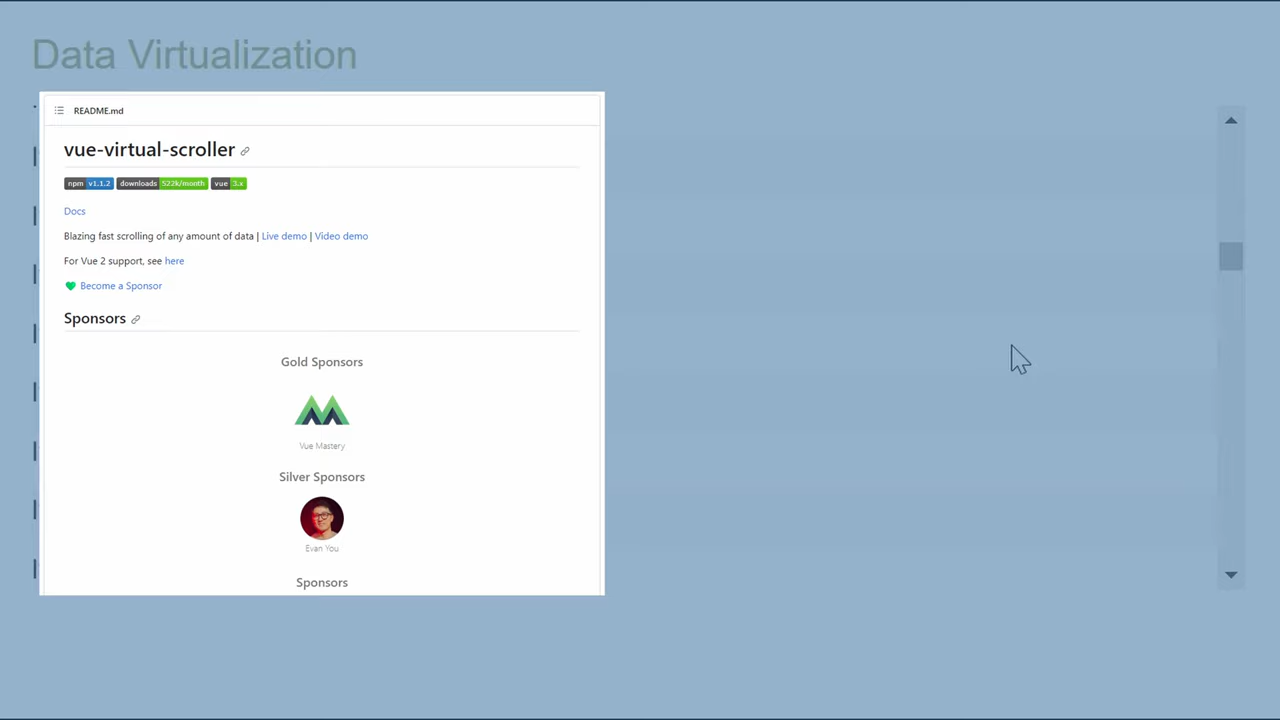 Data Virtualization
README.md
vue-virtual-scroller
npm v1.1.2 downloads 522k/month vue 3.x
Docs
Blazing fast scrolling of any amount of data | Live demo | Video demo
For Vue 2 support, see here
Become a Sponsor
Sponsors
Gold Sponsors
Vue Mastery
Silver Sponsors
Evan You
Sponsors